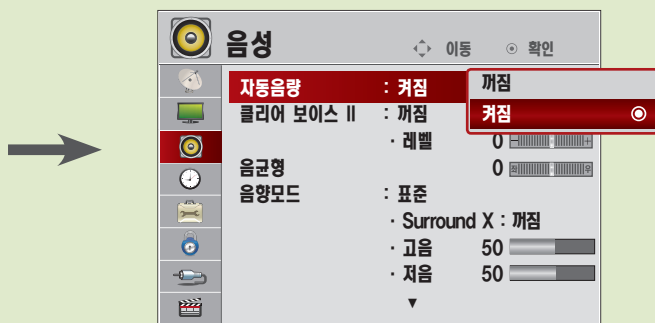 음성 이동 확인
자동음량 : 켜짐 꺼짐
클리어 보이스 II : 꺼짐 켜짐
· 레벨 0 - +
음균형 0 좌 우
음향모드 : 표준
· Surround X : 꺼짐
· 고음 50
· 저음 50
▼